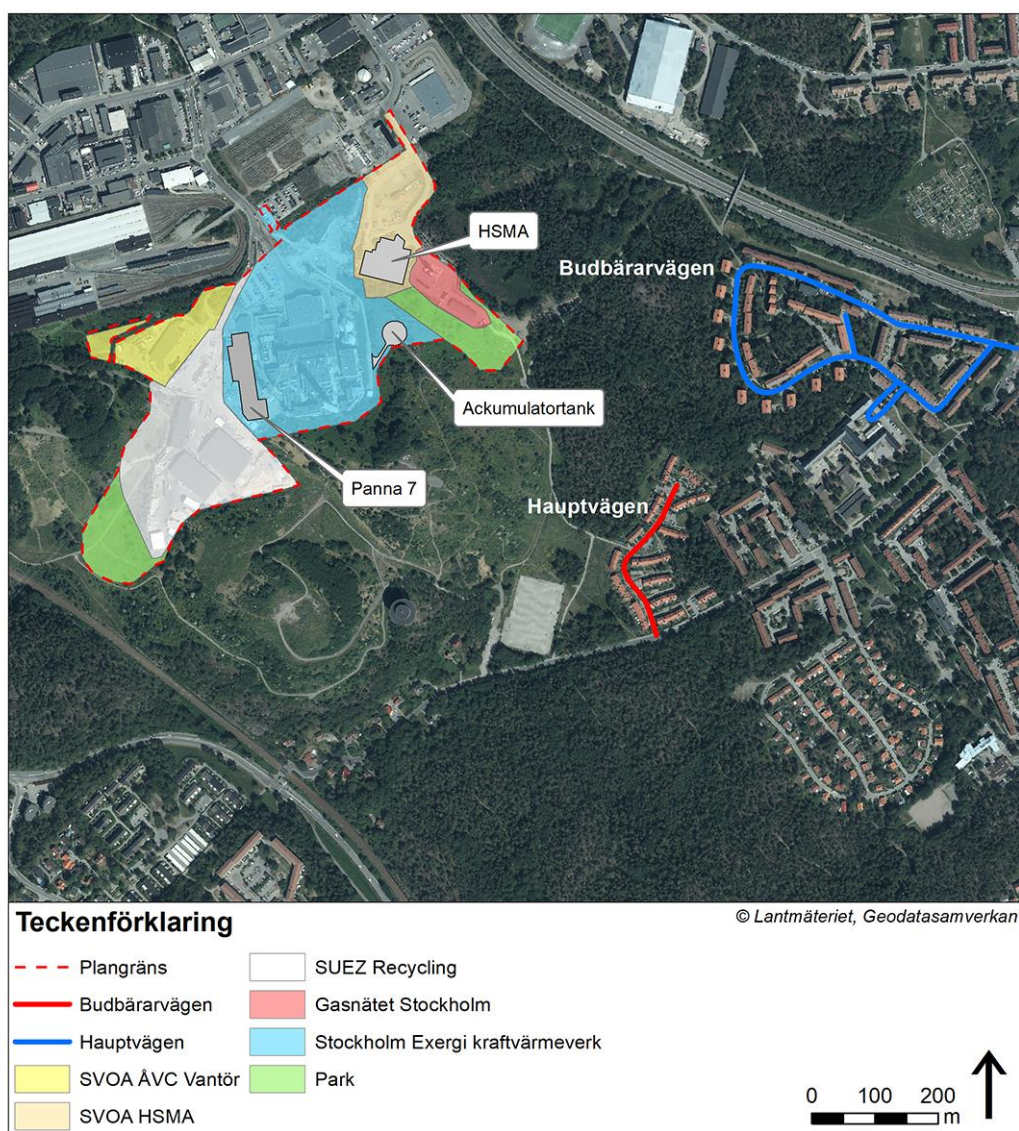 HSMA
Budbärarvägen
Ackumulatortank
Panna 7
Hauptvägen
Teckenförklaring
© Lantmäteriet, Geodatasamverkan
Plangräns
Budbärarvägen
Hauptvägen
SVOA ÅVC Vantör
SVOA HSMA
SUEZ Recycling
Gasnätet Stockholm
Stockholm Exergi kraftvärmeverk
Park
0 100 200
m